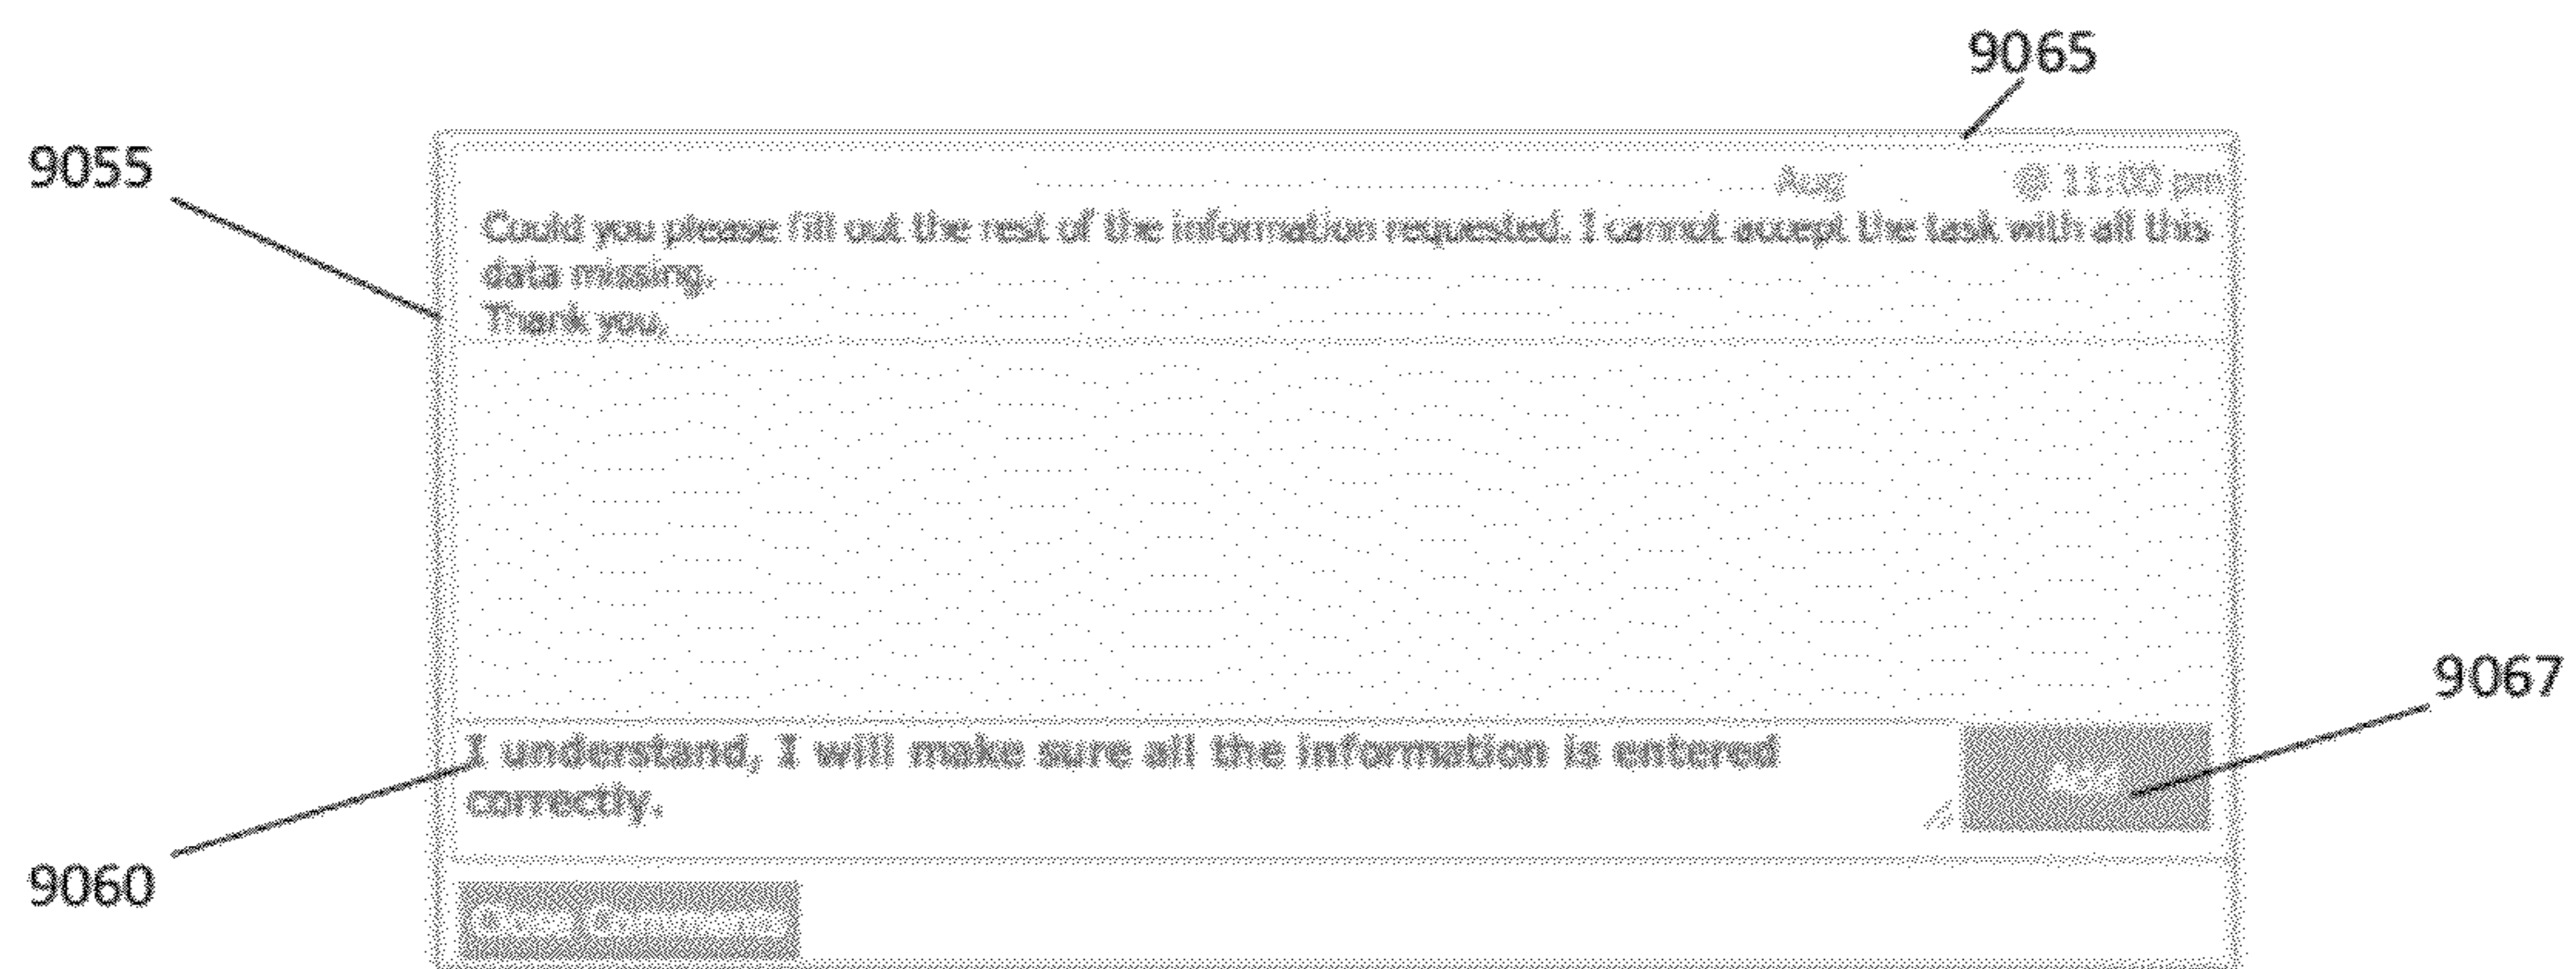 9065
9055
Aug @ 11:00 pm
Could you please fill out the rest of the information requested. I cannot accept the task with all this
data missing.
Thank you,
9067
I understand, I will make sure all the information is entered
correctly.
Add
9060
Comments